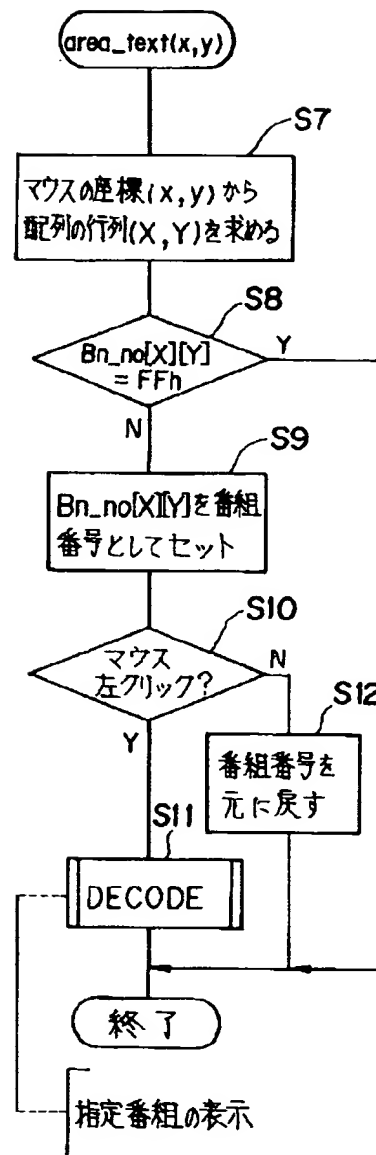 area_text(x,y)
S7
マウスの座標(x,y)から
配列の行列(X,Y)を求める
S8
Bn_no[X][Y]
= FFh
Y
N
S9
Bn_no[X][Y]を番組
番号としてセット
S10
マウス
左クリック?
N
Y
S12
番組番号を
元に戻す
S11
DECODE
終了
指定番組の表示